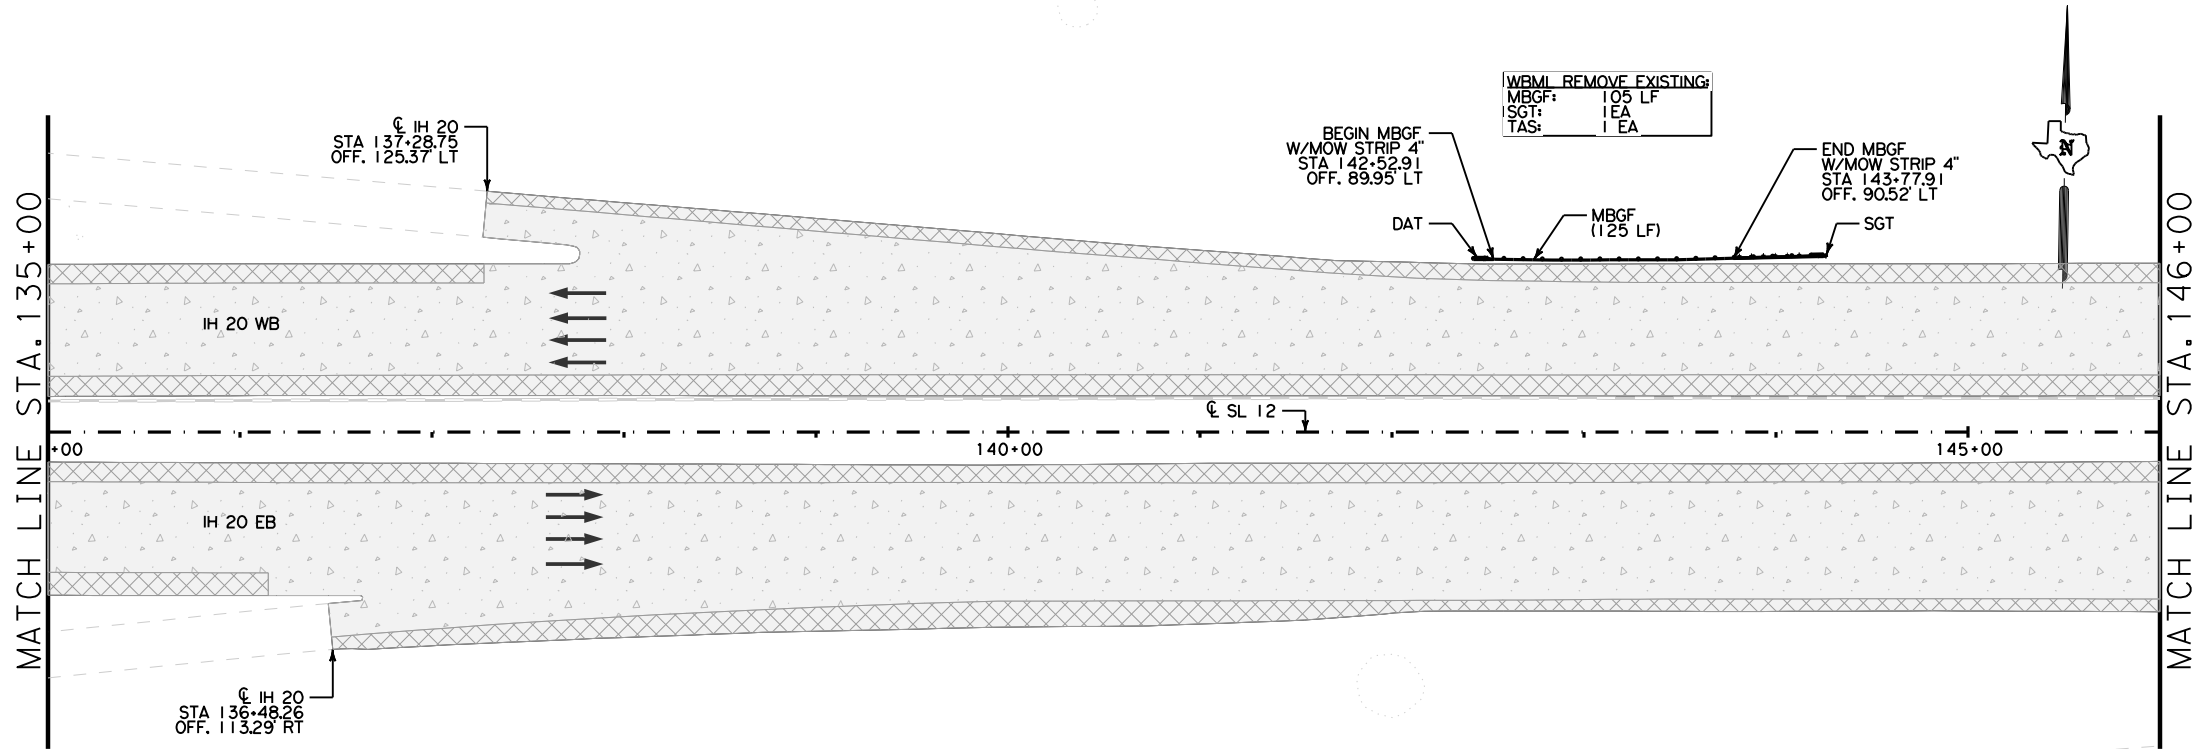 WBML REMOVE EXISTING:
MBGF: 105 LF
SGT: 1 EA
TAS: 1 EA
℄ IH 20
STA 137+28.75
OFF. 125.37' LT
BEGIN MBGF
W/MOW STRIP 4"
STA 142+52.91
OFF. 89.95' LT
END MBGF
W/MOW STRIP 4"
STA 143+77.91
OFF. 90.52' LT
N
DAT
MBGF
(125 LF)
SGT
MATCH LINE STA. 135+00
MATCH LINE STA. 146+00
IH 20 WB
℄ SL 12
+00
140+00
145+00
IH 20 EB
℄ IH 20
STA 136+48.26
OFF. 113.29' RT